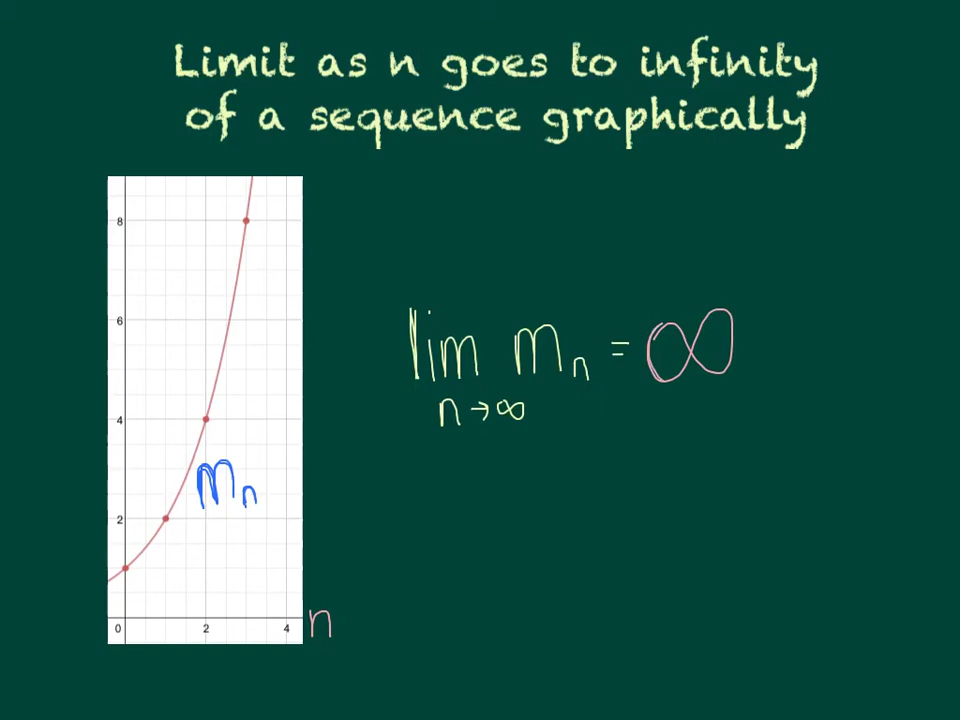 Limit as n goes to infinity
of a sequence graphically
8
6
4
2
0 2 4
mn
n
lim mn = ∞
n→∞